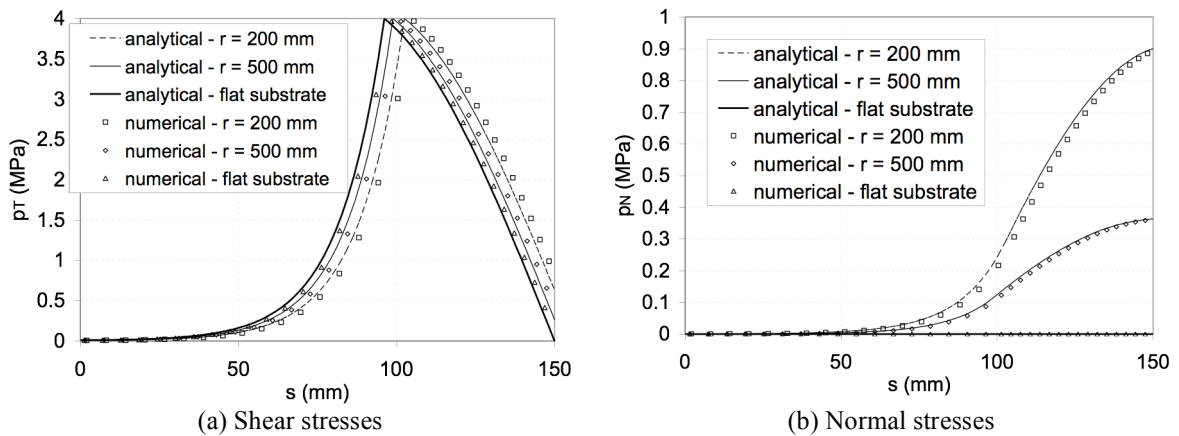 4
3.5
3
2.5
2
1.5
1
0.5
0
pT (MPa)
analytical - r = 200 mm
analytical - r = 500 mm
analytical - flat substrate
numerical - r = 200 mm
numerical - r = 500 mm
numerical - flat substrate
0 50 100 150
s (mm)
(a) Shear stresses
1
0.9
0.8
0.7
0.6
0.5
0.4
0.3
0.2
0.1
0
pN (MPa)
analytical - r = 200 mm
analytical - r = 500 mm
analytical - flat substrate
numerical - r = 200 mm
numerical - r = 500 mm
numerical - flat substrate
0 50 100 150
s (mm)
(b) Normal stresses